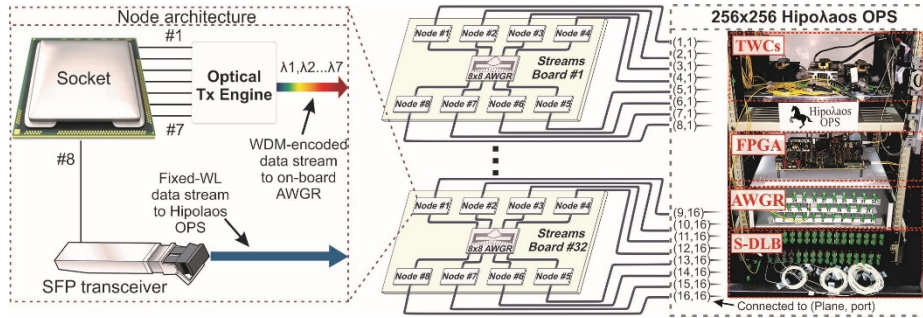 Node architecture
#1
Socket
Optical
Tx Engine
λ1,λ2...λ7
#7
#8
WDM-encoded
data stream
to on-board
AWGR
Fixed-WL
data stream
to Hipolaos
OPS
SFP transceiver
Node #1
Node #2
Node #3
Node #4
8x8 AWGR
Streams
Board #1
Node #8
Node #7
Node #6
Node #5
Node #1
Node #2
Node #3
Node #4
8x8 AWGR
Streams
Board #32
Node #8
Node #7
Node #6
Node #5
(1,1)
(2,1)
(3,1)
(4,1)
(5,1)
(6,1)
(7,1)
(8,1)
(9,16)
(10,16)
(11,16)
(12,16)
(13,16)
(14,16)
(15,16)
(16,16)
Connected to (Plane, port)
256x256 Hipoλaos OPS
TWCs
Hipoλaos
OPS
FPGA
AWGR
S-DLB